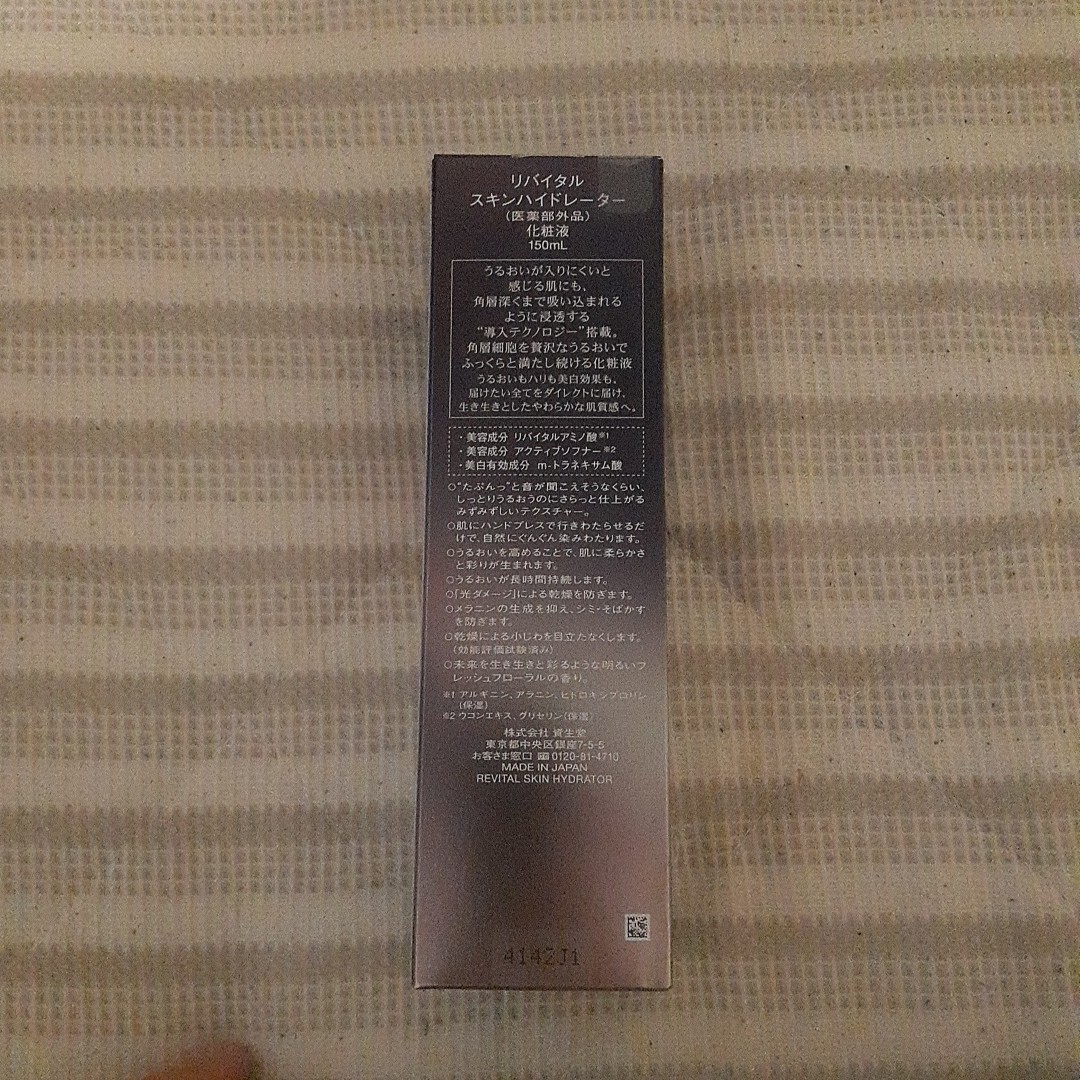 リバイタル
スキンハイドレーター
（医薬部外品）
化粧液
150mL
うるおいが入りにくいと
感じる肌にも、
角層深くまで吸い込まれる
ように浸透する
“導入テクノロジー”搭載。
角層細胞を贅沢なうるおいで
ふっくらと満たし続ける化粧液
うるおいもハリも美白効果も、
届けたい全てをダイレクトに届け、
生き生きとしたやわらかな肌質感へ。
・美容成分 リバイタルアミノ酸※1
・美容成分 アクティブソフナー※2
・美白有効成分 m-トラネキサム酸
○“たぷんっ”と音が聞こえそうなくらい、
しっとりうるおうのにさらっと仕上がる
みずみずしいテクスチャー。
○肌にハンドプレスで行きわたらせるだ
けで、自然にぐんぐん染みわたります。
○うるおいを高めることで、肌に柔らかさ
と彩りが生まれます。
○うるおいが長時間持続します。
○「光ダメージ」による乾燥を防ぎます。
○メラニンの生成を抑え、シミ・そばかす
を防ぎます。
○乾燥による小じわを目立たなくします。
（効能評価試験済み）
○未来を生き生きと彩るような明るいフ
レッシュフローラルの香り。
※1 アルギニン、アラニン、ヒドロキシプロリン
（保湿）
※2 ウコンエキス、グリセリン（保湿）
株式会社 資生堂
東京都中央区銀座7-5-5
お客さま窓口 0120-81-4710
MADE IN JAPAN
REVITAL SKIN HYDRATOR
4142J1